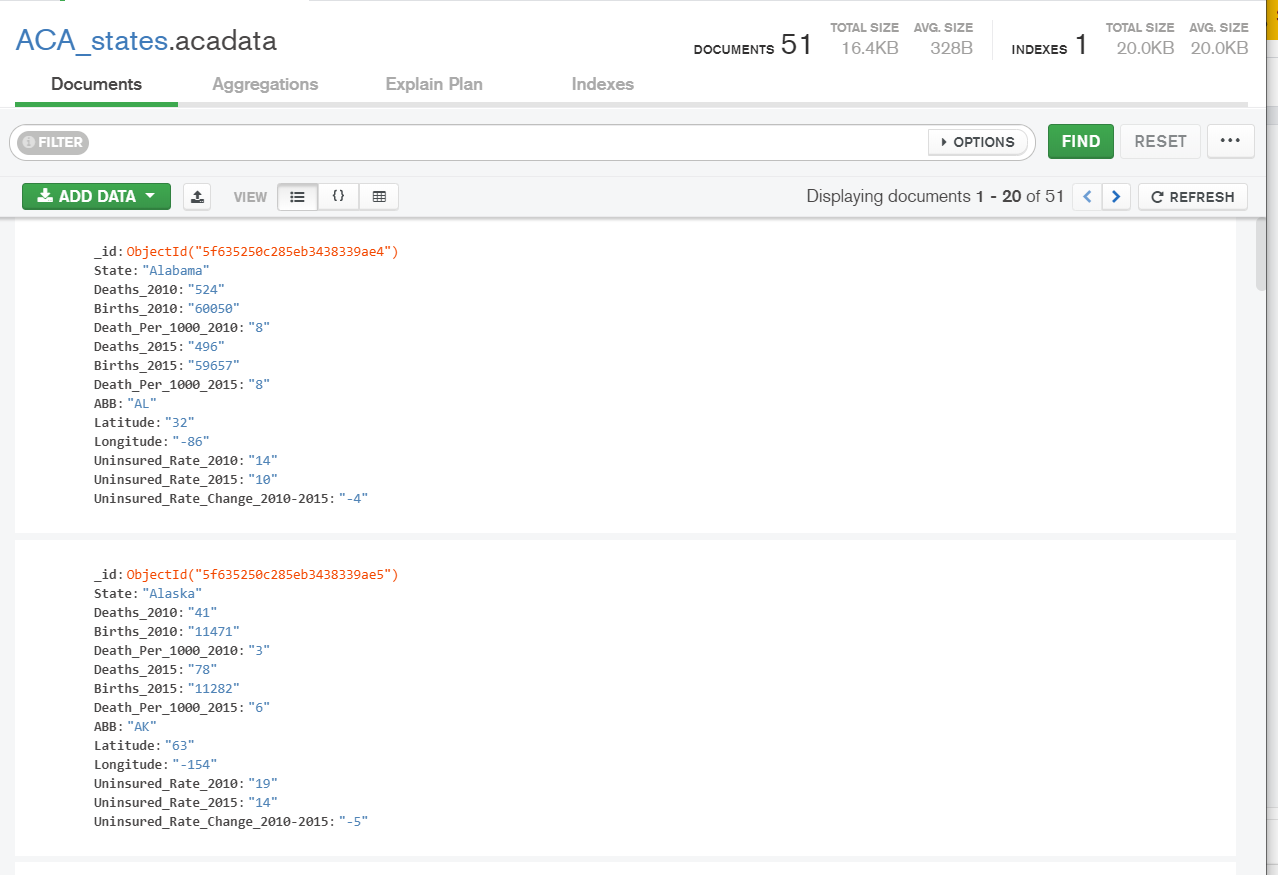 ACA_states.acadata
DOCUMENTS 51
TOTAL SIZE 16.4KB
AVG. SIZE 328B
INDEXES 1
TOTAL SIZE 20.0KB
AVG. SIZE 20.0KB
Documents Aggregations Explain Plan Indexes
FILTER
OPTIONS
FIND
RESET
...
ADD DATA
VIEW
{}
Displaying documents 1 - 20 of 51
REFRESH
_id: ObjectId("5f635250c285eb3438339ae4")
State: "Alabama"
Deaths_2010: "524"
Births_2010: "60050"
Death_Per_1000_2010: "8"
Deaths_2015: "496"
Births_2015: "59657"
Death_Per_1000_2015: "8"
ABB: "AL"
Latitude: "32"
Longitude: "-86"
Uninsured_Rate_2010: "14"
Uninsured_Rate_2015: "10"
Uninsured_Rate_Change_2010-2015: "-4"
_id: ObjectId("5f635250c285eb3438339ae5")
State: "Alaska"
Deaths_2010: "41"
Births_2010: "11471"
Death_Per_1000_2010: "3"
Deaths_2015: "78"
Births_2015: "11282"
Death_Per_1000_2015: "6"
ABB: "AK"
Latitude: "63"
Longitude: "-154"
Uninsured_Rate_2010: "19"
Uninsured_Rate_2015: "14"
Uninsured_Rate_Change_2010-2015: "-5"